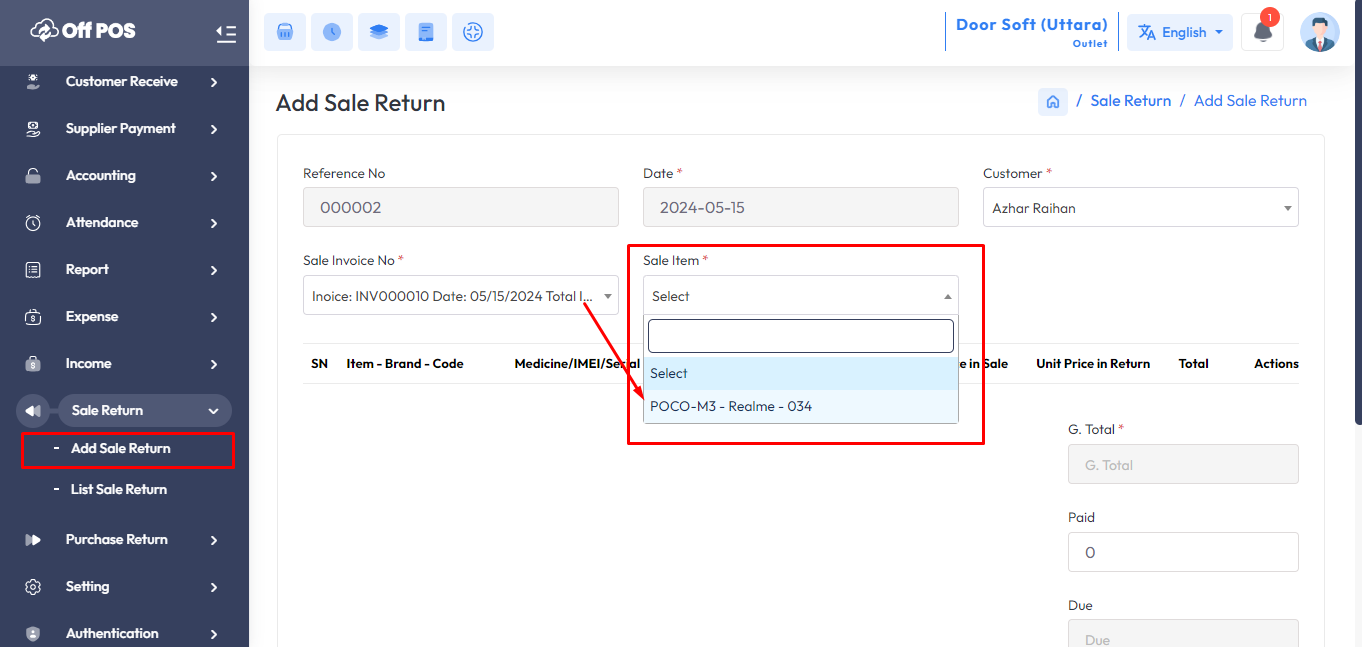 Off POS
Door Soft (Uttara)
Outlet
English
1
Customer Receive
Supplier Payment
Accounting
Attendance
Report
Expense
Income
Sale Return
- Add Sale Return
- List Sale Return
Purchase Return
Setting
Authentication
Add Sale Return
/ Sale Return / Add Sale Return
Reference No
000002
Date *
2024-05-15
Customer *
Azhar Raihan
Sale Invoice No *
Inoice: INV000010 Date: 05/15/2024 Total I...
Sale Item *
Select
Select
POCO-M3 - Realme - 034
SN Item - Brand - Code Medicine/IMEI/Serial e in Sale Unit Price in Return Total Actions
G. Total *
G. Total
Paid
0
Due
Due